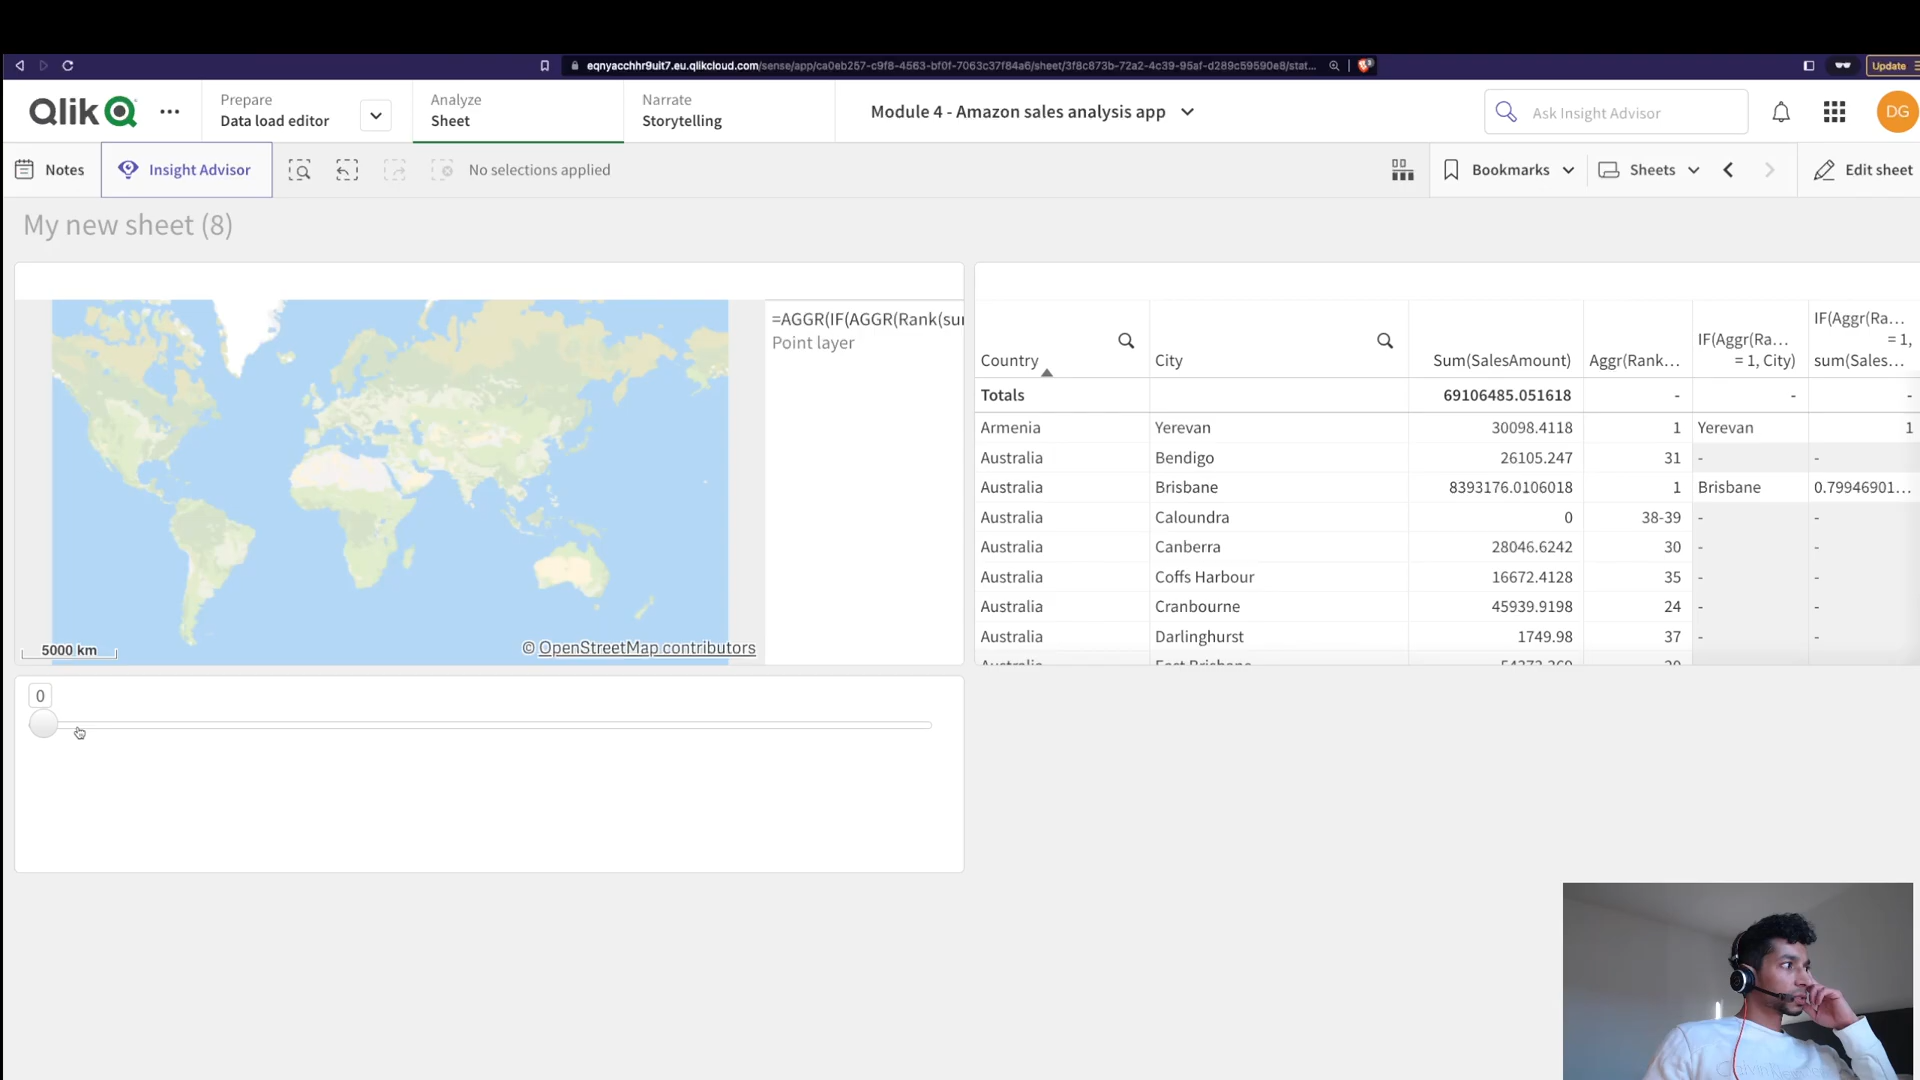 eqnyacchhr9uit7.eu.qlikcloud.com/sense/app/ca0eb257-c9f8-4563-bf0f-7063c37f84a6/sheet/3f8c873b-72a2-4c39-95af-d289c59590e8/stat...
Update
Qlik
Prepare
Data load editor
Analyze
Sheet
Narrate
Storytelling
Module 4 - Amazon sales analysis app
Ask Insight Advisor
DG
Notes
Insight Advisor
No selections applied
Bookmarks
Sheets
Edit sheet
My new sheet (8)
=AGGR(IF(AGGR(Rank(su
Point layer
5000 km
© OpenStreetMap contributors
0
Country City Sum(SalesAmount) Aggr(Rank... IF(Aggr(Ra... = 1, City) IF(Aggr(Ra... = 1, sum(Sales...
Totals 69106485.051618 - - -
Armenia Yerevan 30098.4118 1 Yerevan 1
Australia Bendigo 26105.247 31 - -
Australia Brisbane 8393176.0106018 1 Brisbane 0.79946901...
Australia Caloundra 0 38-39 - -
Australia Canberra 28046.6242 30 - -
Australia Coffs Harbour 16672.4128 35 - -
Australia Cranbourne 45939.9198 24 - -
Australia Darlinghurst 1749.98 37 - -